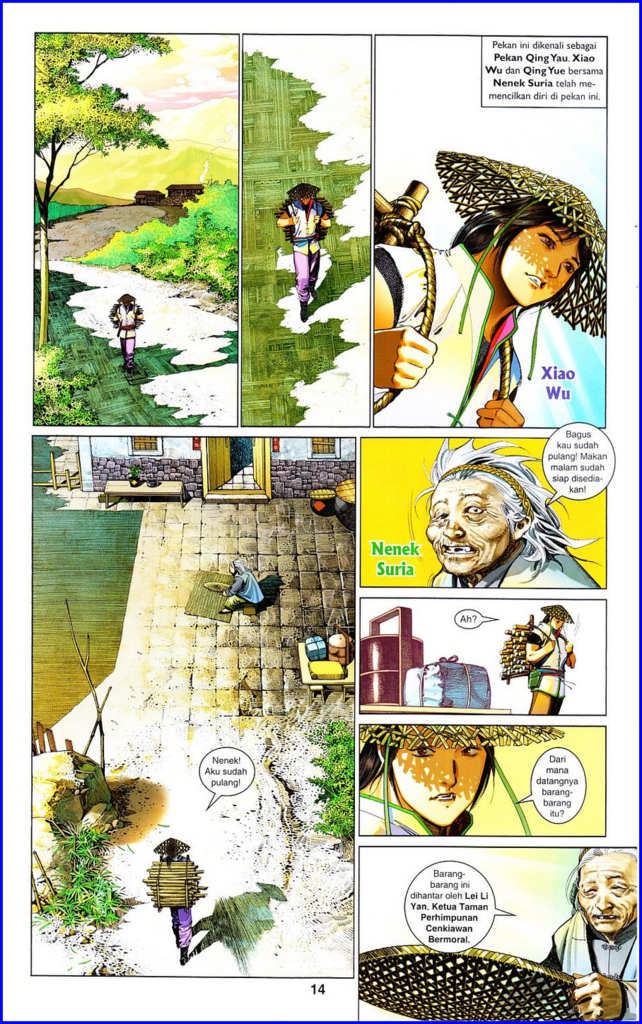 Pekan ini dikenali sebagai
Pekan Qing Yau. Xiao
Wu dan Qing Yue bersama
Nenek Suria telah me-
mencilkan diri di pekan ini.
Xiao
Wu
Nenek!
Aku sudah
pulang!
Bagus
kau sudah
pulang! Makan
malam sudah
siap disedia-
kan!
Nenek
Suria
Ah?
Dari
mana
datangnya
barang-
barang
itu?
Barang-
barang ini
dihantar oleh Lei Li
Yan, Ketua Taman
Perhimpunan
Cenkiawan
Bermoral.
14